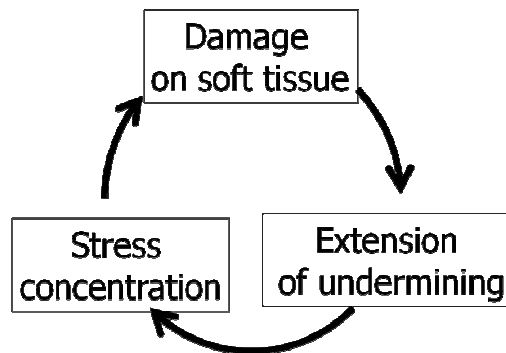 Damage
on soft tissue
Stress
concentration
Extension
of undermining